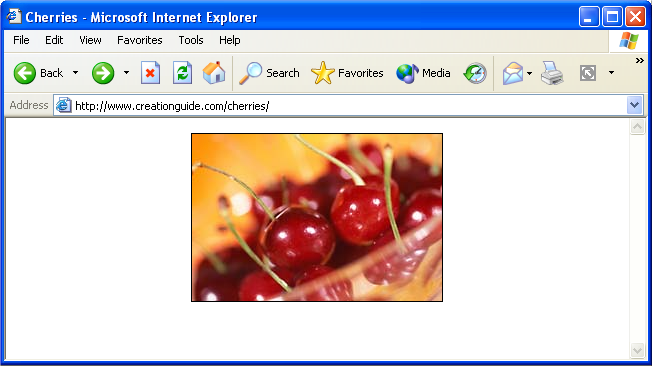 Cherries - Microsoft Internet Explorer
File Edit View Favorites Tools Help
Back Search Favorites Media
Address http://www.creationguide.com/cherries/